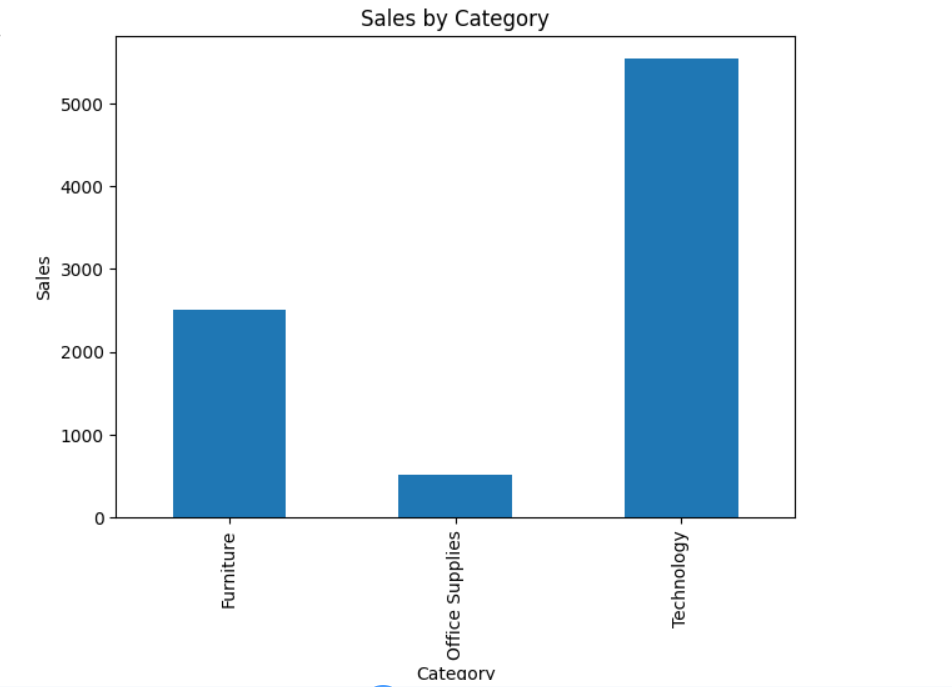 Sales by Category
Sales
5000
4000
3000
2000
1000
0
Furniture
Office Supplies
Technology
Category